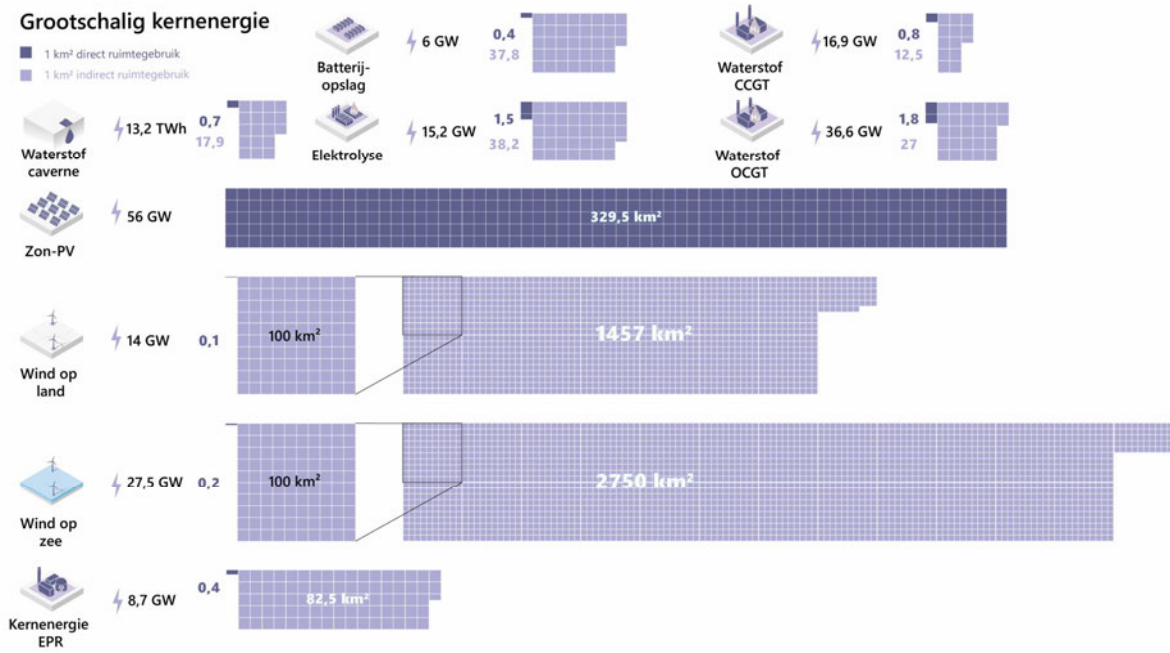 Grootschalig kernenergie
1 km² direct ruimtegebruik
1 km² indirect ruimtegebruik
Batterij-
opslag
6 GW
0,4
37,8
Waterstof
CCGT
16,9 GW
0,8
12,5
Waterstof
caverne
13,2 TWh
0,7
17,9
Elektrolyse
15,2 GW
1,5
38,2
Waterstof
OCGT
36,6 GW
1,8
27
Zon-PV
56 GW
329,5 km²
Wind op
land
14 GW
0,1
100 km²
1457 km²
Wind op
zee
27,5 GW
0,2
100 km²
2750 km²
Kernenergie
EPR
8,7 GW
0,4
82,5 km²